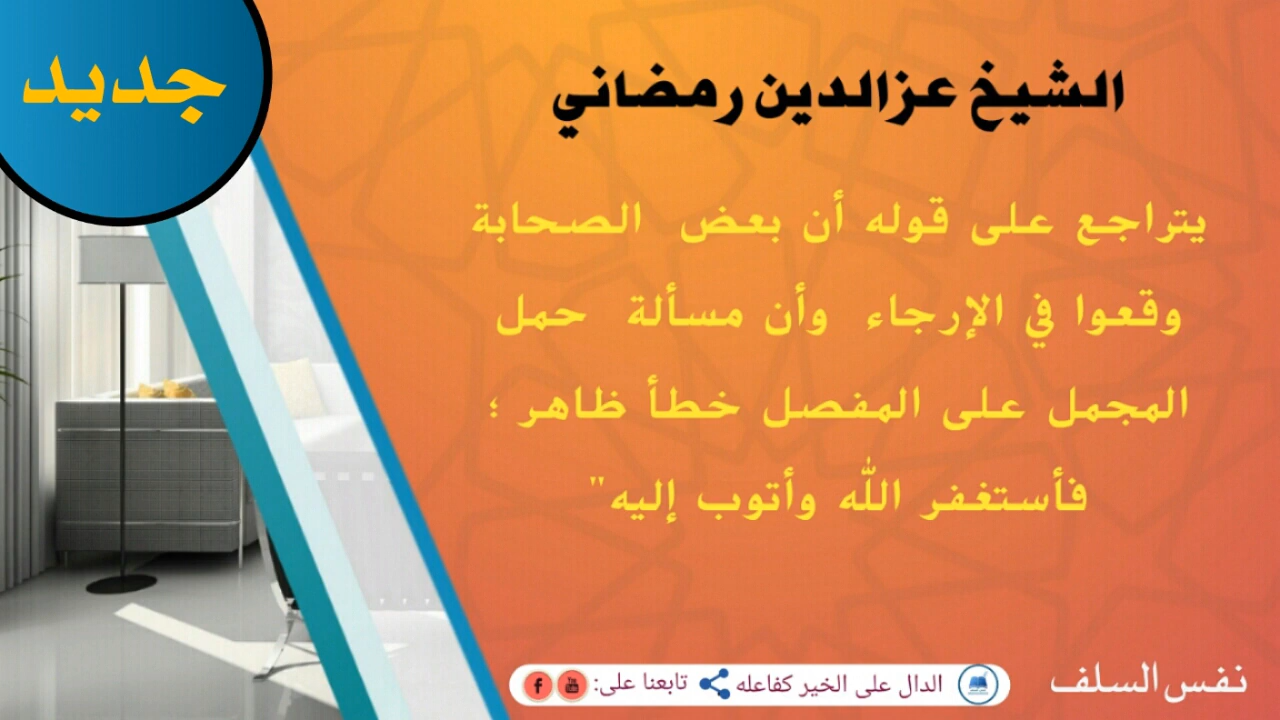 جديد
الشيخ عزالدين رمضاني
يتراجع على قوله أن بعض الصحابة
وقعوا في الإرجاء وأن مسألة حمل
المجمل على المفصل خطأ ظاهر ؛
فأستغفر الله وأتوب إليه"
الدال على الخير كفاعله تابعنا على:
نفس السلف